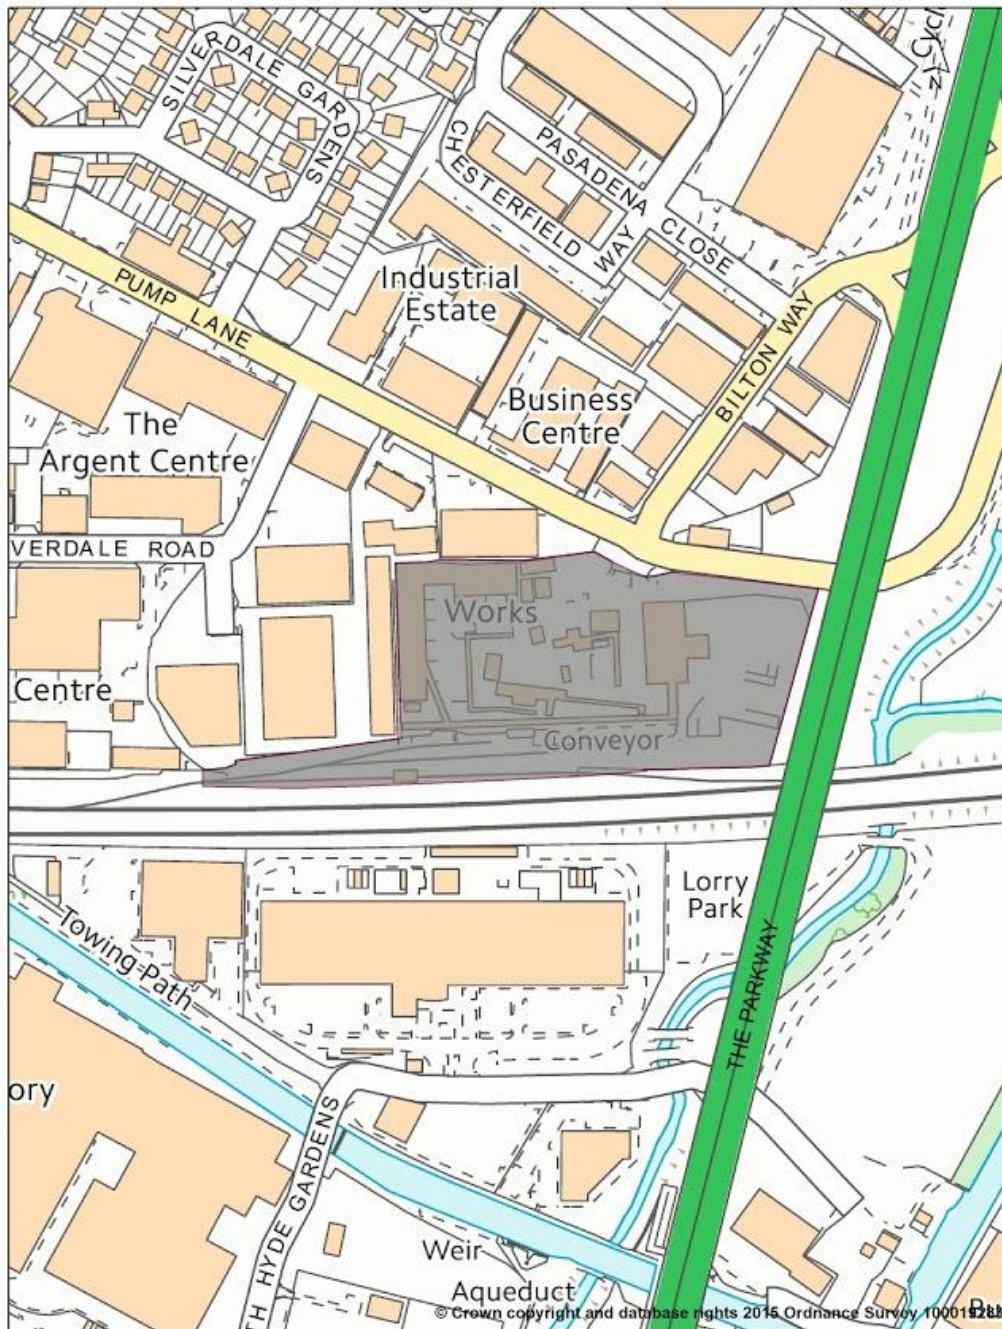 SILVERDALE GARDENS
Cycl
PASADENA CLOSE
CHESTERFIELD WAY
Industrial
Estate
PUMP LANE
BILTON WAY
Business
Centre
The
Argent Centre
VERDALE ROAD
Works
Centre
Conveyor
Lorry
Park
Towing Path
THE PARKWAY
ory
TH HYDE GARDENS
Weir
Aqueduct
© Crown copyright and database rights 2015 Ordnance Survey